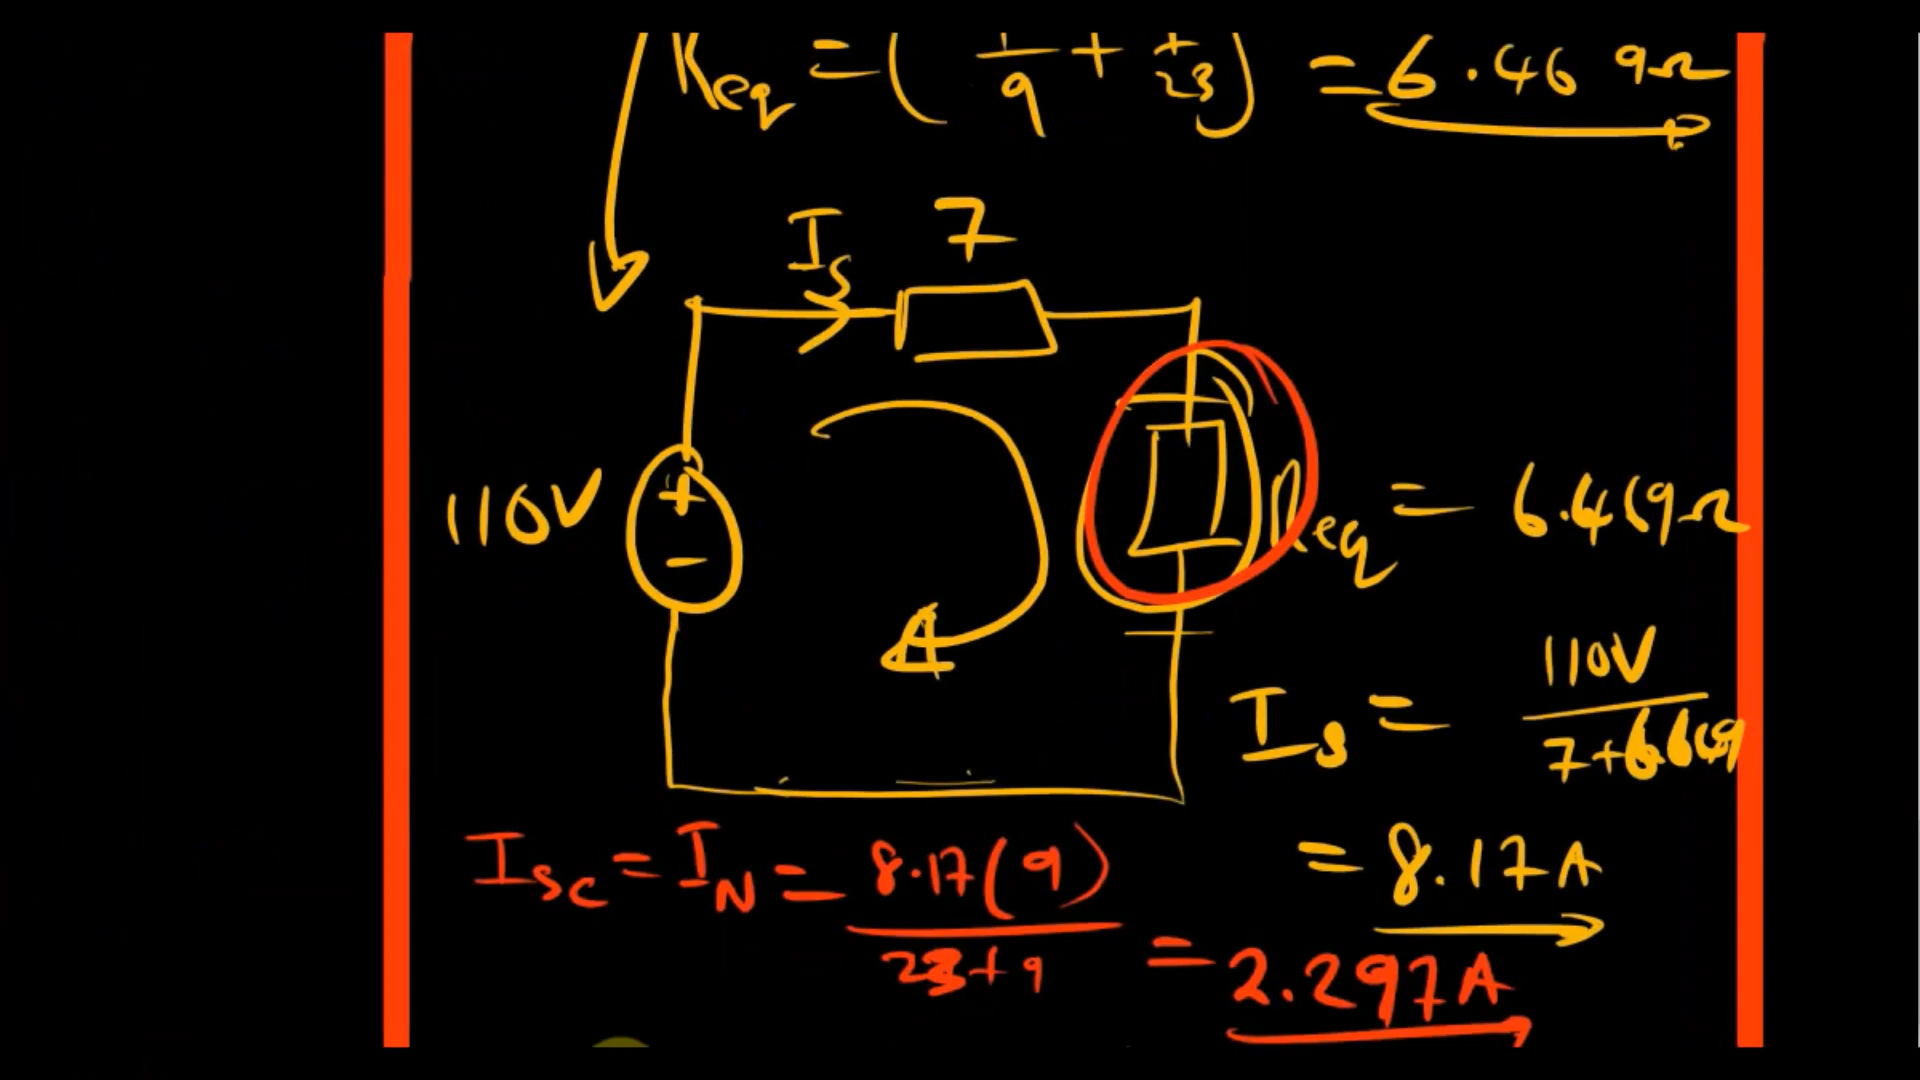 Req = (1/9 + 1/23) = 6.469Ω
Is 7
110V + - Req = 6.469Ω
Is = 110V / 7+6.469
= 8.17A
Isc = IN = 8.17(9) / 23+9 = 2.297A